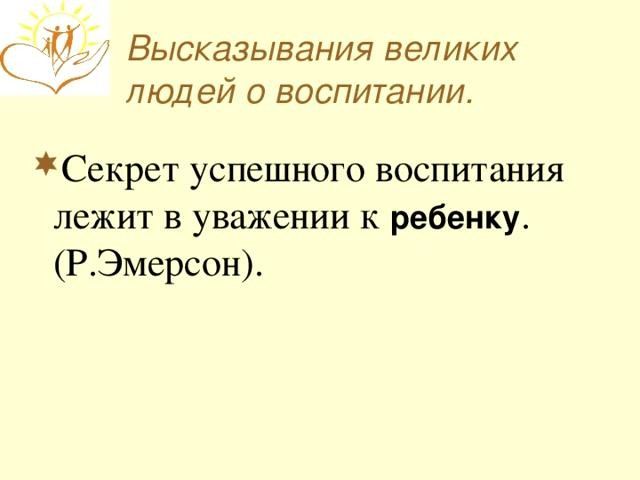 Высказывания великих
людей о воспитании.
Секрет успешного воспитания
лежит в уважении к ребенку.
(Р.Эмерсон).